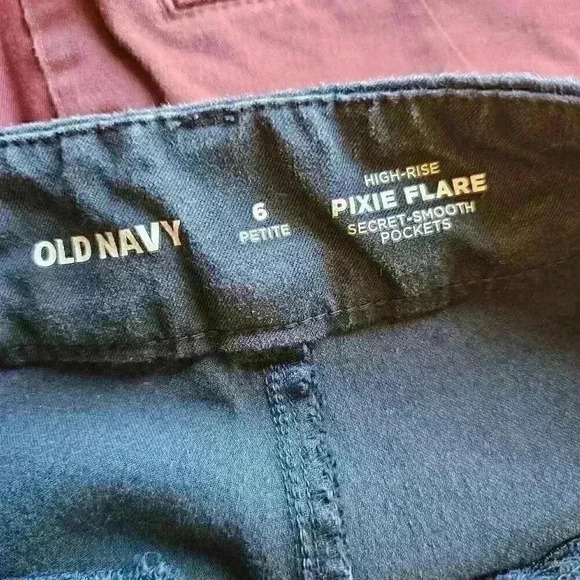 OLD NAVY
6
PETITE
HIGH-RISE
PIXIE FLARE
SECRET-SMOOTH
POCKETS